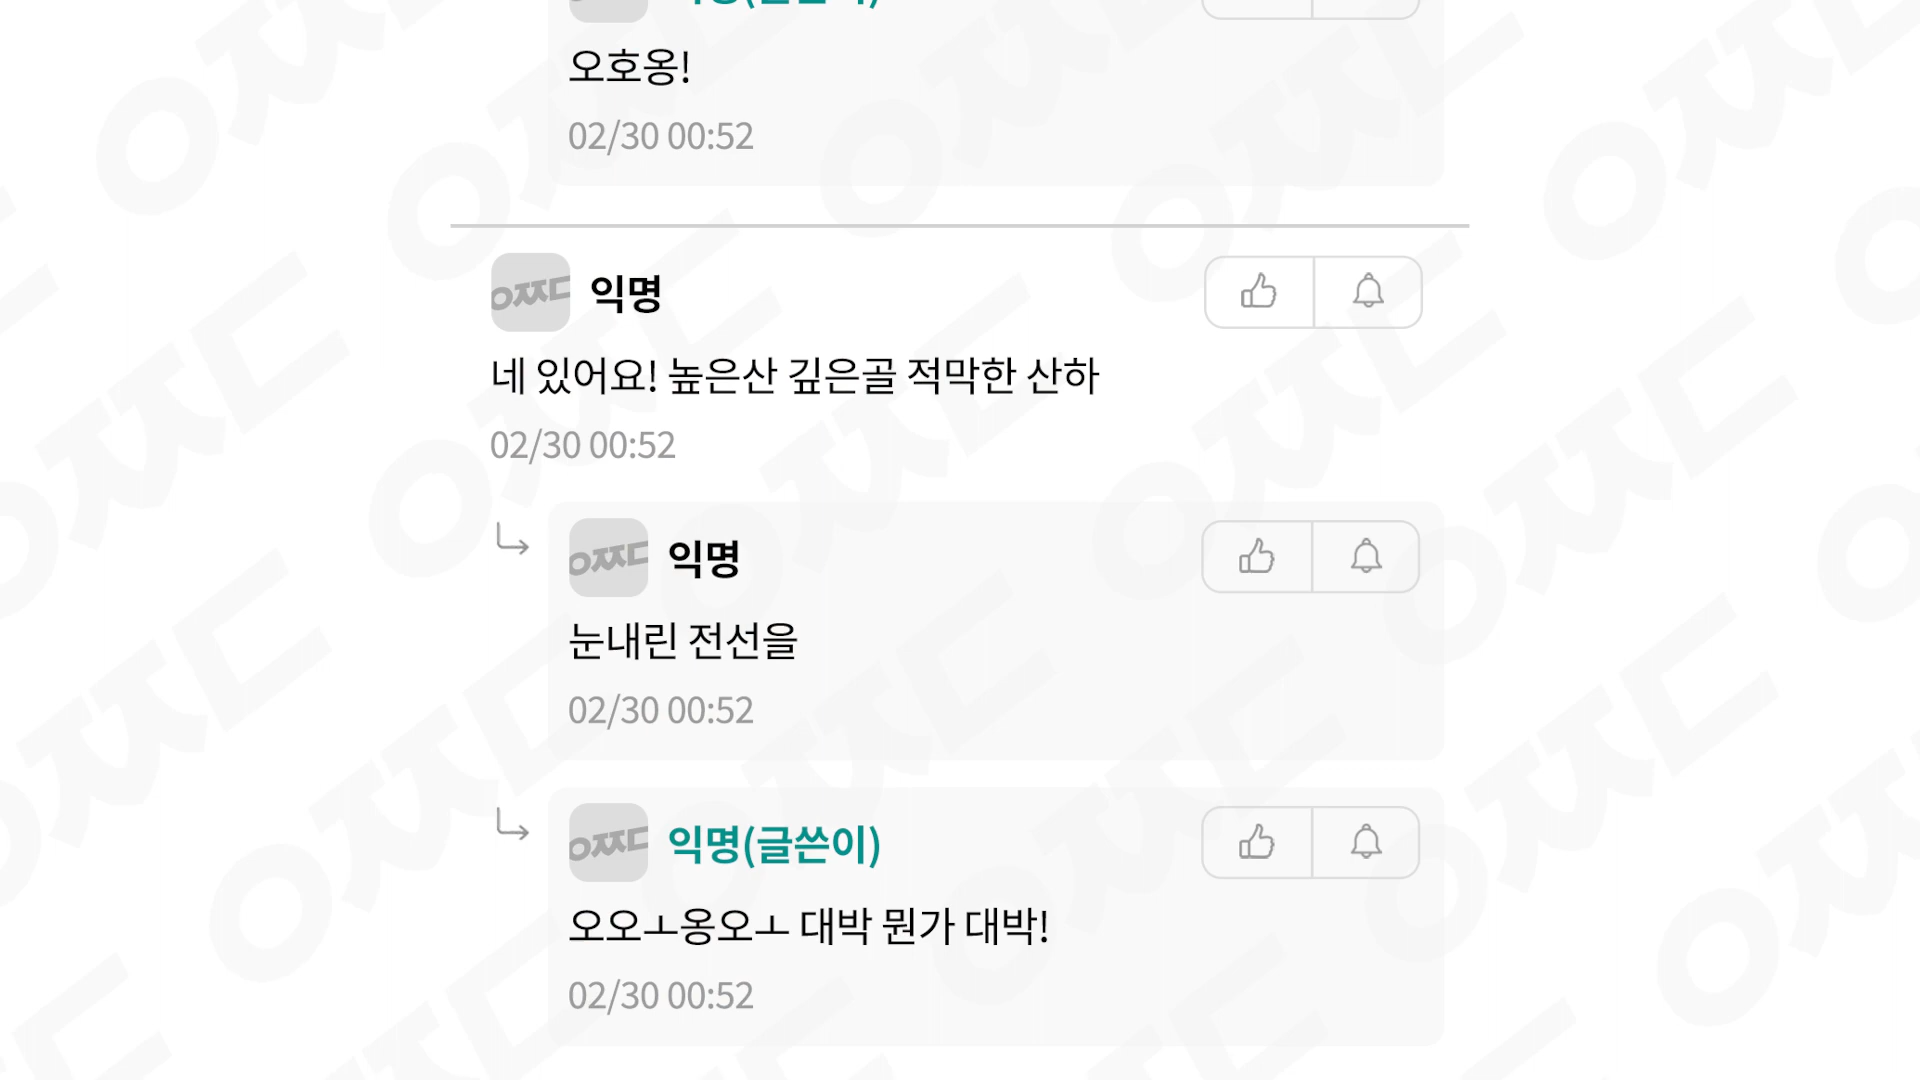 오호옹!
02/30 00:52
어쩌ㄷ 익명
네 있어요! 높은산 깊은골 적막한 산하
02/30 00:52
익명
눈내린 전선을
02/30 00:52
익명(글쓴이)
오오ㅗ옹오ㅗ 대박 뭔가 대박!
02/30 00:52